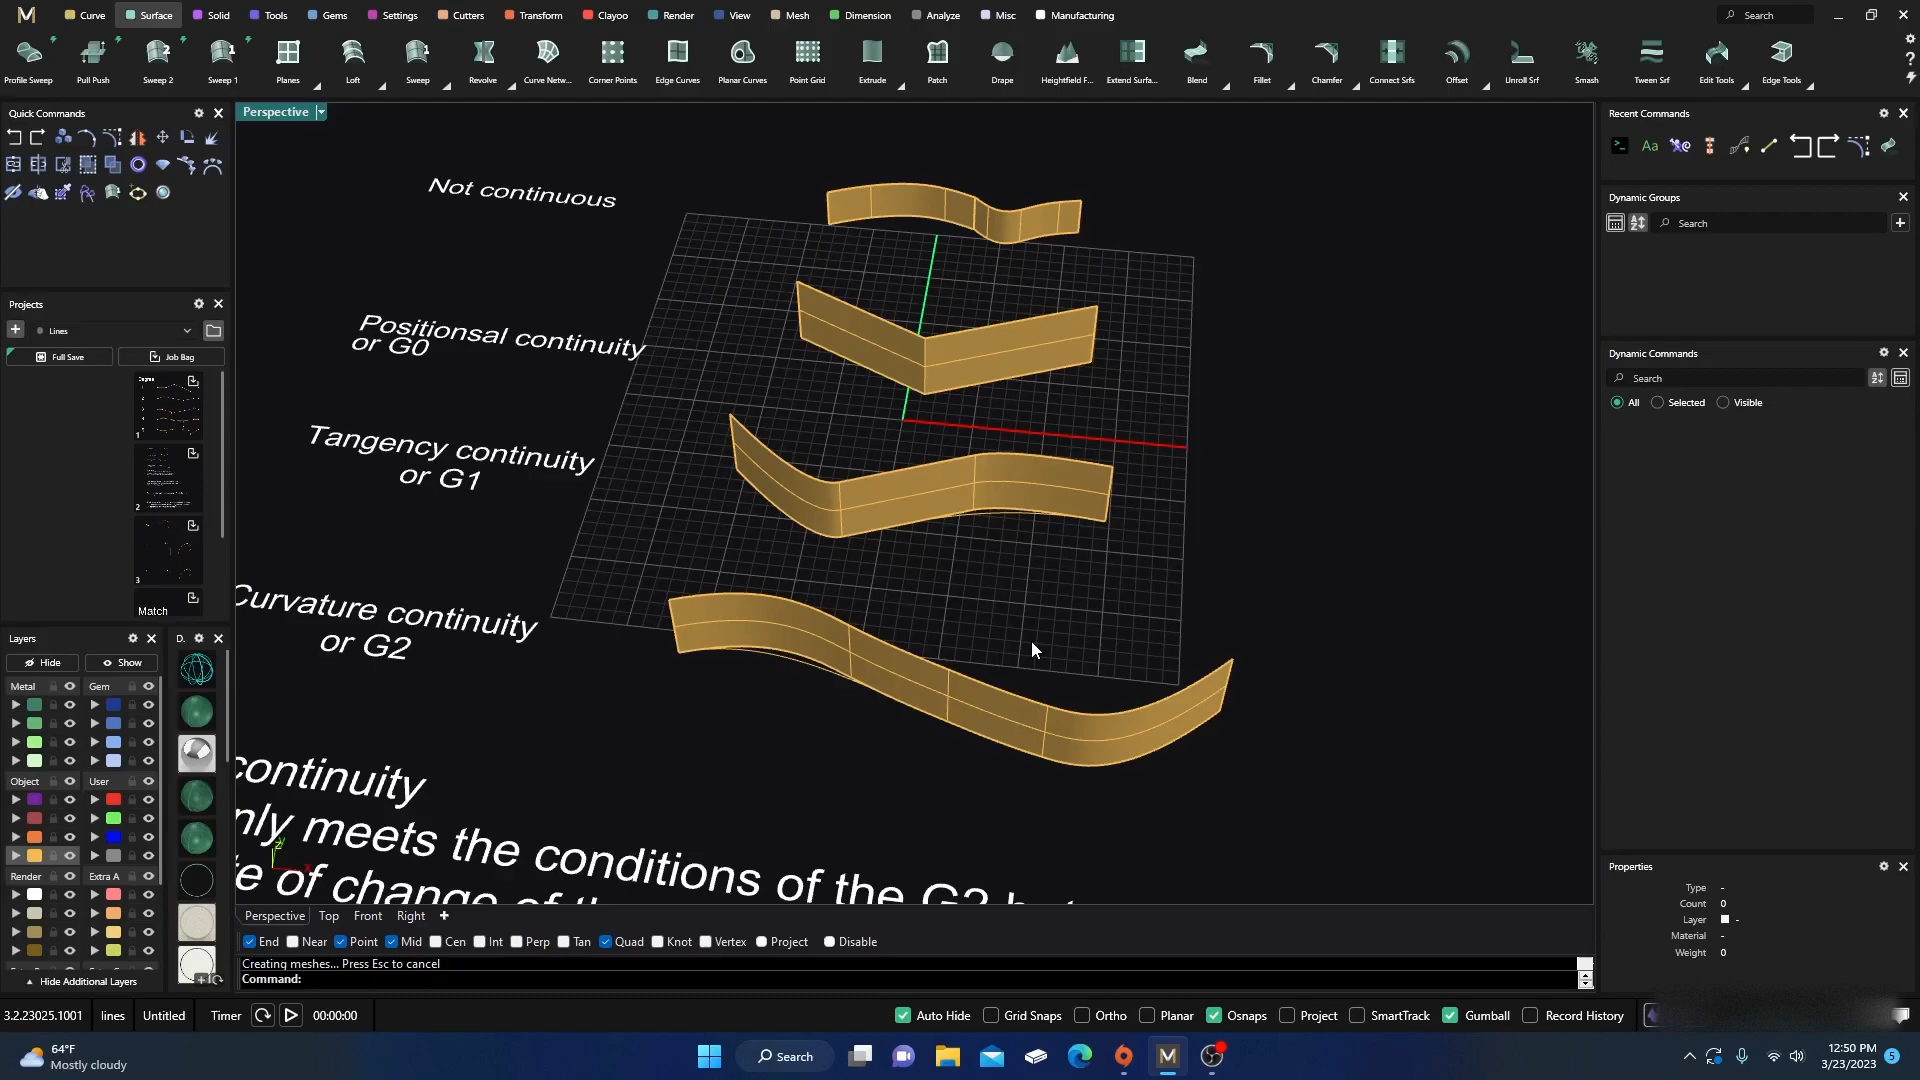 Curve Surface Solid Tools Gems Settings Cutters Transform Clayoo Render View Mesh Dimension Analyze Misc Manufacturing Search
Profile Sweep Pull Push Sweep 2 Sweep 1 Planes Loft Sweep Revolve Curve Netw... Corner Points Edge Curves Planar Curves Point Grid Extrude Patch Drape Heightfield F... Extend Surfa... Blend Fillet Chamfer Connect Srfs Offset Unroll Srf Smash Tween Srf Edit Tools Edge Tools
Quick Commands
Perspective
Recent Commands
Not continuous
Dynamic Groups
Search
Projects
Lines
Full Save Job Bag
Positionsal continuity
or G0
Dynamic Commands
Search
All Selected Visible
Degree
1
2
3
Match
Tangency continuity
or G1
Curvature continuity
or G2
Layers
D.
Hide Show
Metal Gem
Object User
Render Extra A
Hide Additional Layers
continuity
nly meets the conditions of the G2 but
te of change of
Properties
Type -
Count 0
Layer -
Material -
Weight 0
z
x
Perspective Top Front Right
End Near Point Mid Cen Int Perp Tan Quad Knot Vertex Project Disable
Creating meshes... Press Esc to cancel
Command:
3.2.23025.1001 lines Untitled Timer 00:00:00 Auto Hide Grid Snaps Ortho Planar Osnaps Project SmartTrack Gumball Record History
64°F
Mostly cloudy
Search
12:50 PM
3/23/2023
5